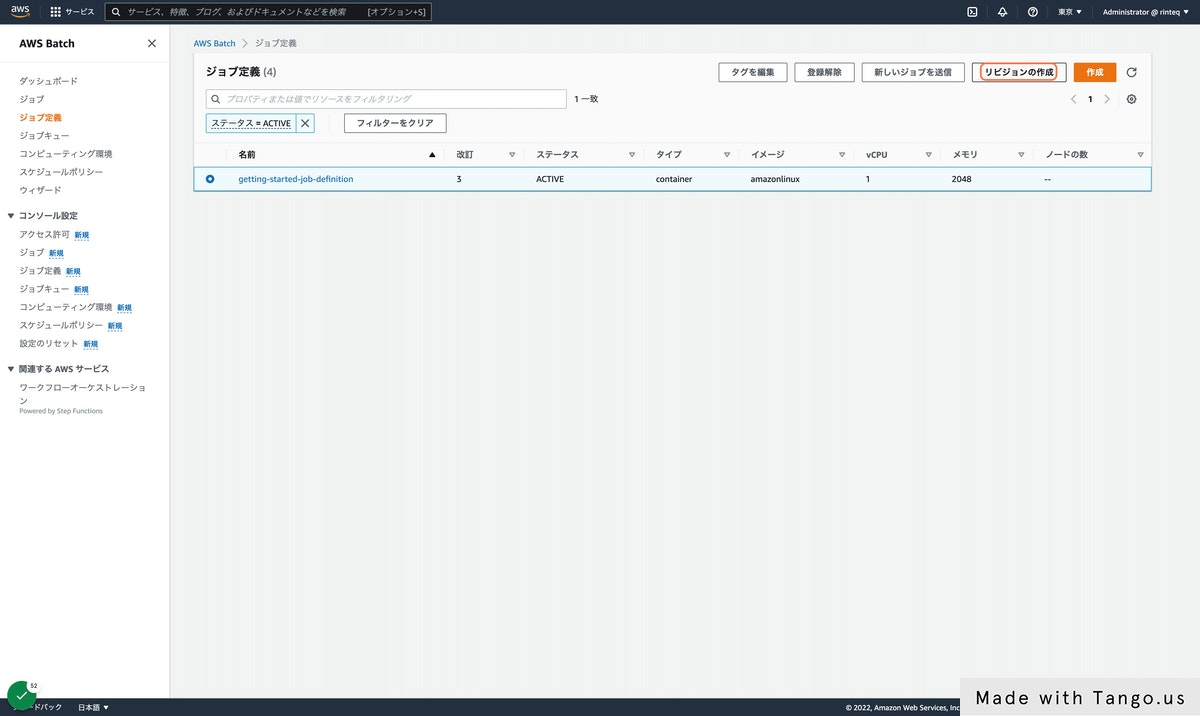 aws サービス サービス、特徴、ブログ、およびドキュメントなどを検索 [オプション+S] 東京 Administrator @ rinteq
AWS Batch
ダッシュボード
ジョブ
ジョブ定義
ジョブキュー
コンピューティング環境
スケジュールポリシー
ウィザード
コンソール設定
アクセス許可 新規
ジョブ 新規
ジョブ定義 新規
ジョブキュー 新規
コンピューティング環境 新規
スケジュールポリシー 新規
設定のリセット 新規
関連する AWS サービス
ワークフローオーケストレーショ
ン
Powered by Step Functions
AWS Batch ジョブ定義
ジョブ定義 (4) タグを編集 登録解除 新しいジョブを送信 リビジョンの作成 作成
プロパティまたは値でリソースをフィルタリング 1 一致 1
ステータス = ACTIVE フィルターをクリア
名前 改訂 ステータス タイプ イメージ vCPU メモリ ノードの数
getting-started-job-definition 3 ACTIVE container amazonlinux 1 2048 --
52
ードバック 日本語 © 2022, Amazon Web Services, Inc
Made with Tango.us